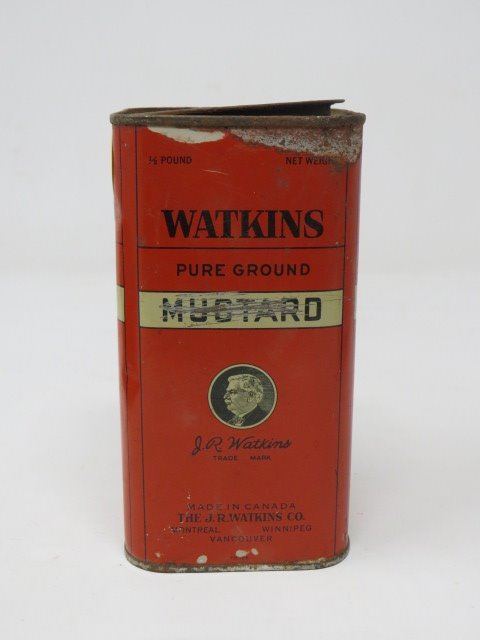 ½ POUND NET WEIGHT
WATKINS
PURE GROUND
MUSTARD
J.R. Watkins
TRADE MARK
MADE IN CANADA
THE J.R. WATKINS CO.
MONTREAL WINNIPEG
VANCOUVER